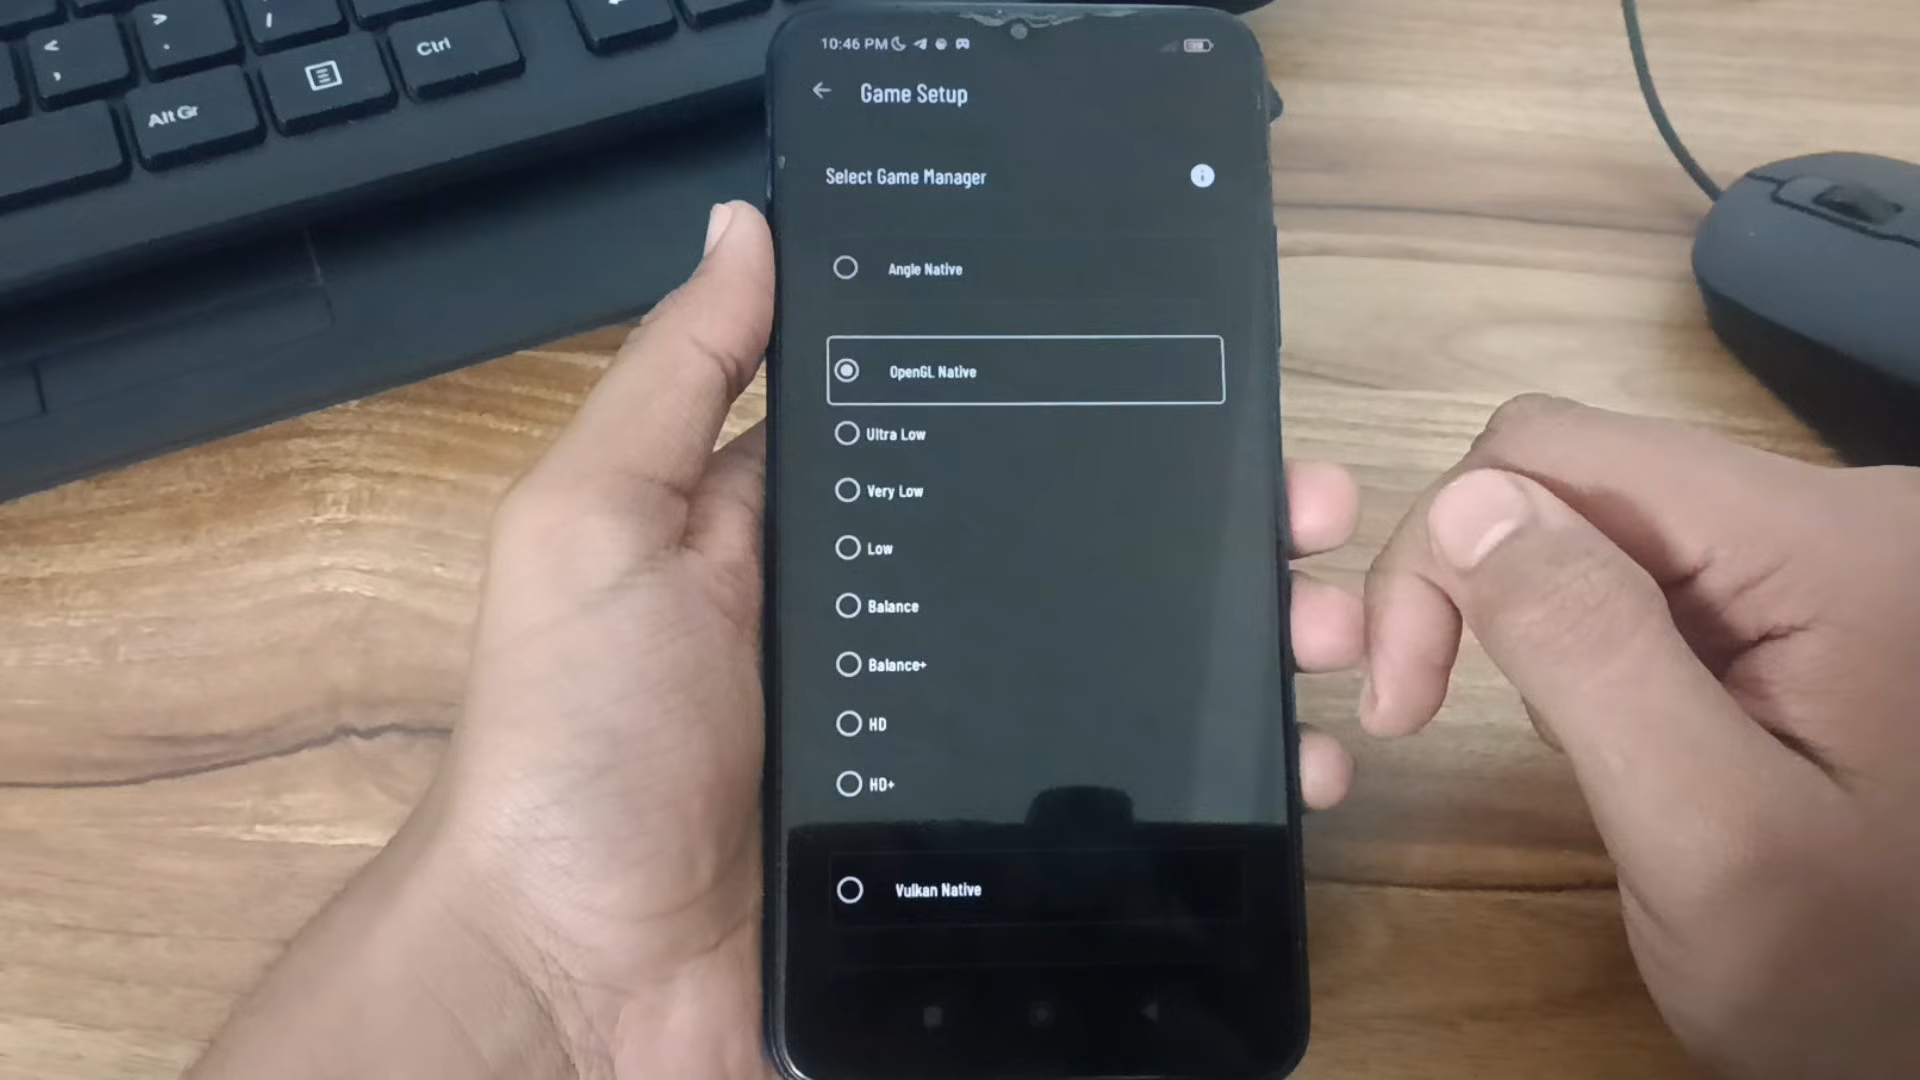 <
,
>
.
/
Ctrl
Alt Gr
10:46 PM
Game Setup
Select Game Manager
Angle Native
OpenGL Native
Ultra Low
Very Low
Low
Balance
Balance+
HD
HD+
Vulkan Native